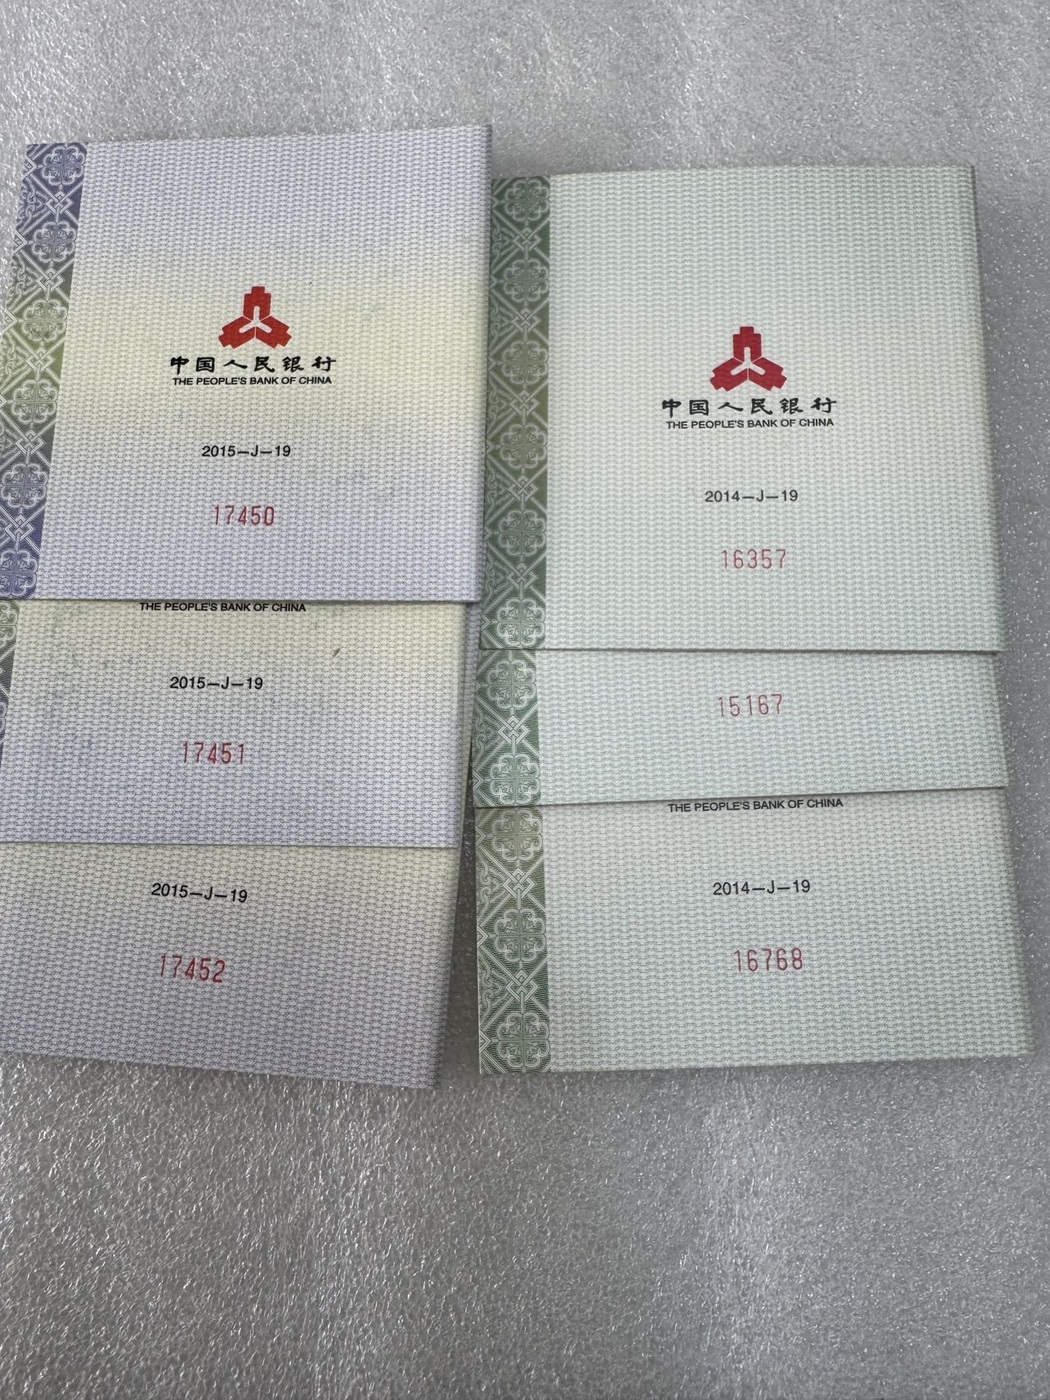 中国人民银行
THE PEOPLE'S BANK OF CHINA
2015—J—19
17450
THE PEOPLE'S BANK OF CHINA
2015—J—19
17451
2015—J—19
17452
中国人民银行
THE PEOPLE'S BANK OF CHINA
2014—J—19
16357
15167
THE PEOPLE'S BANK OF CHINA
2014—J—19
16768